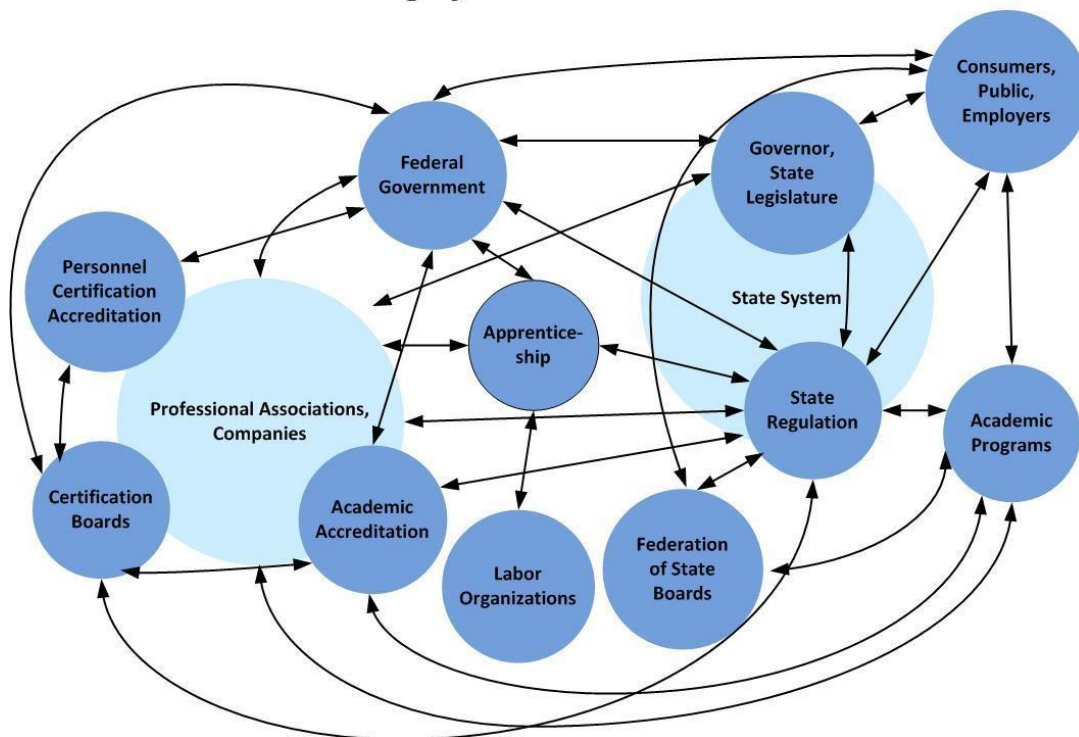 Consumers,
Public,
Employers
Federal
Government
Governor,
State
Legislature
Personnel
Certification
Accreditation
State System
Apprentice-
ship
Professional Associations,
Companies
State
Regulation
Academic
Programs
Certification
Boards
Academic
Accreditation
Labor
Organizations
Federation
of State
Boards